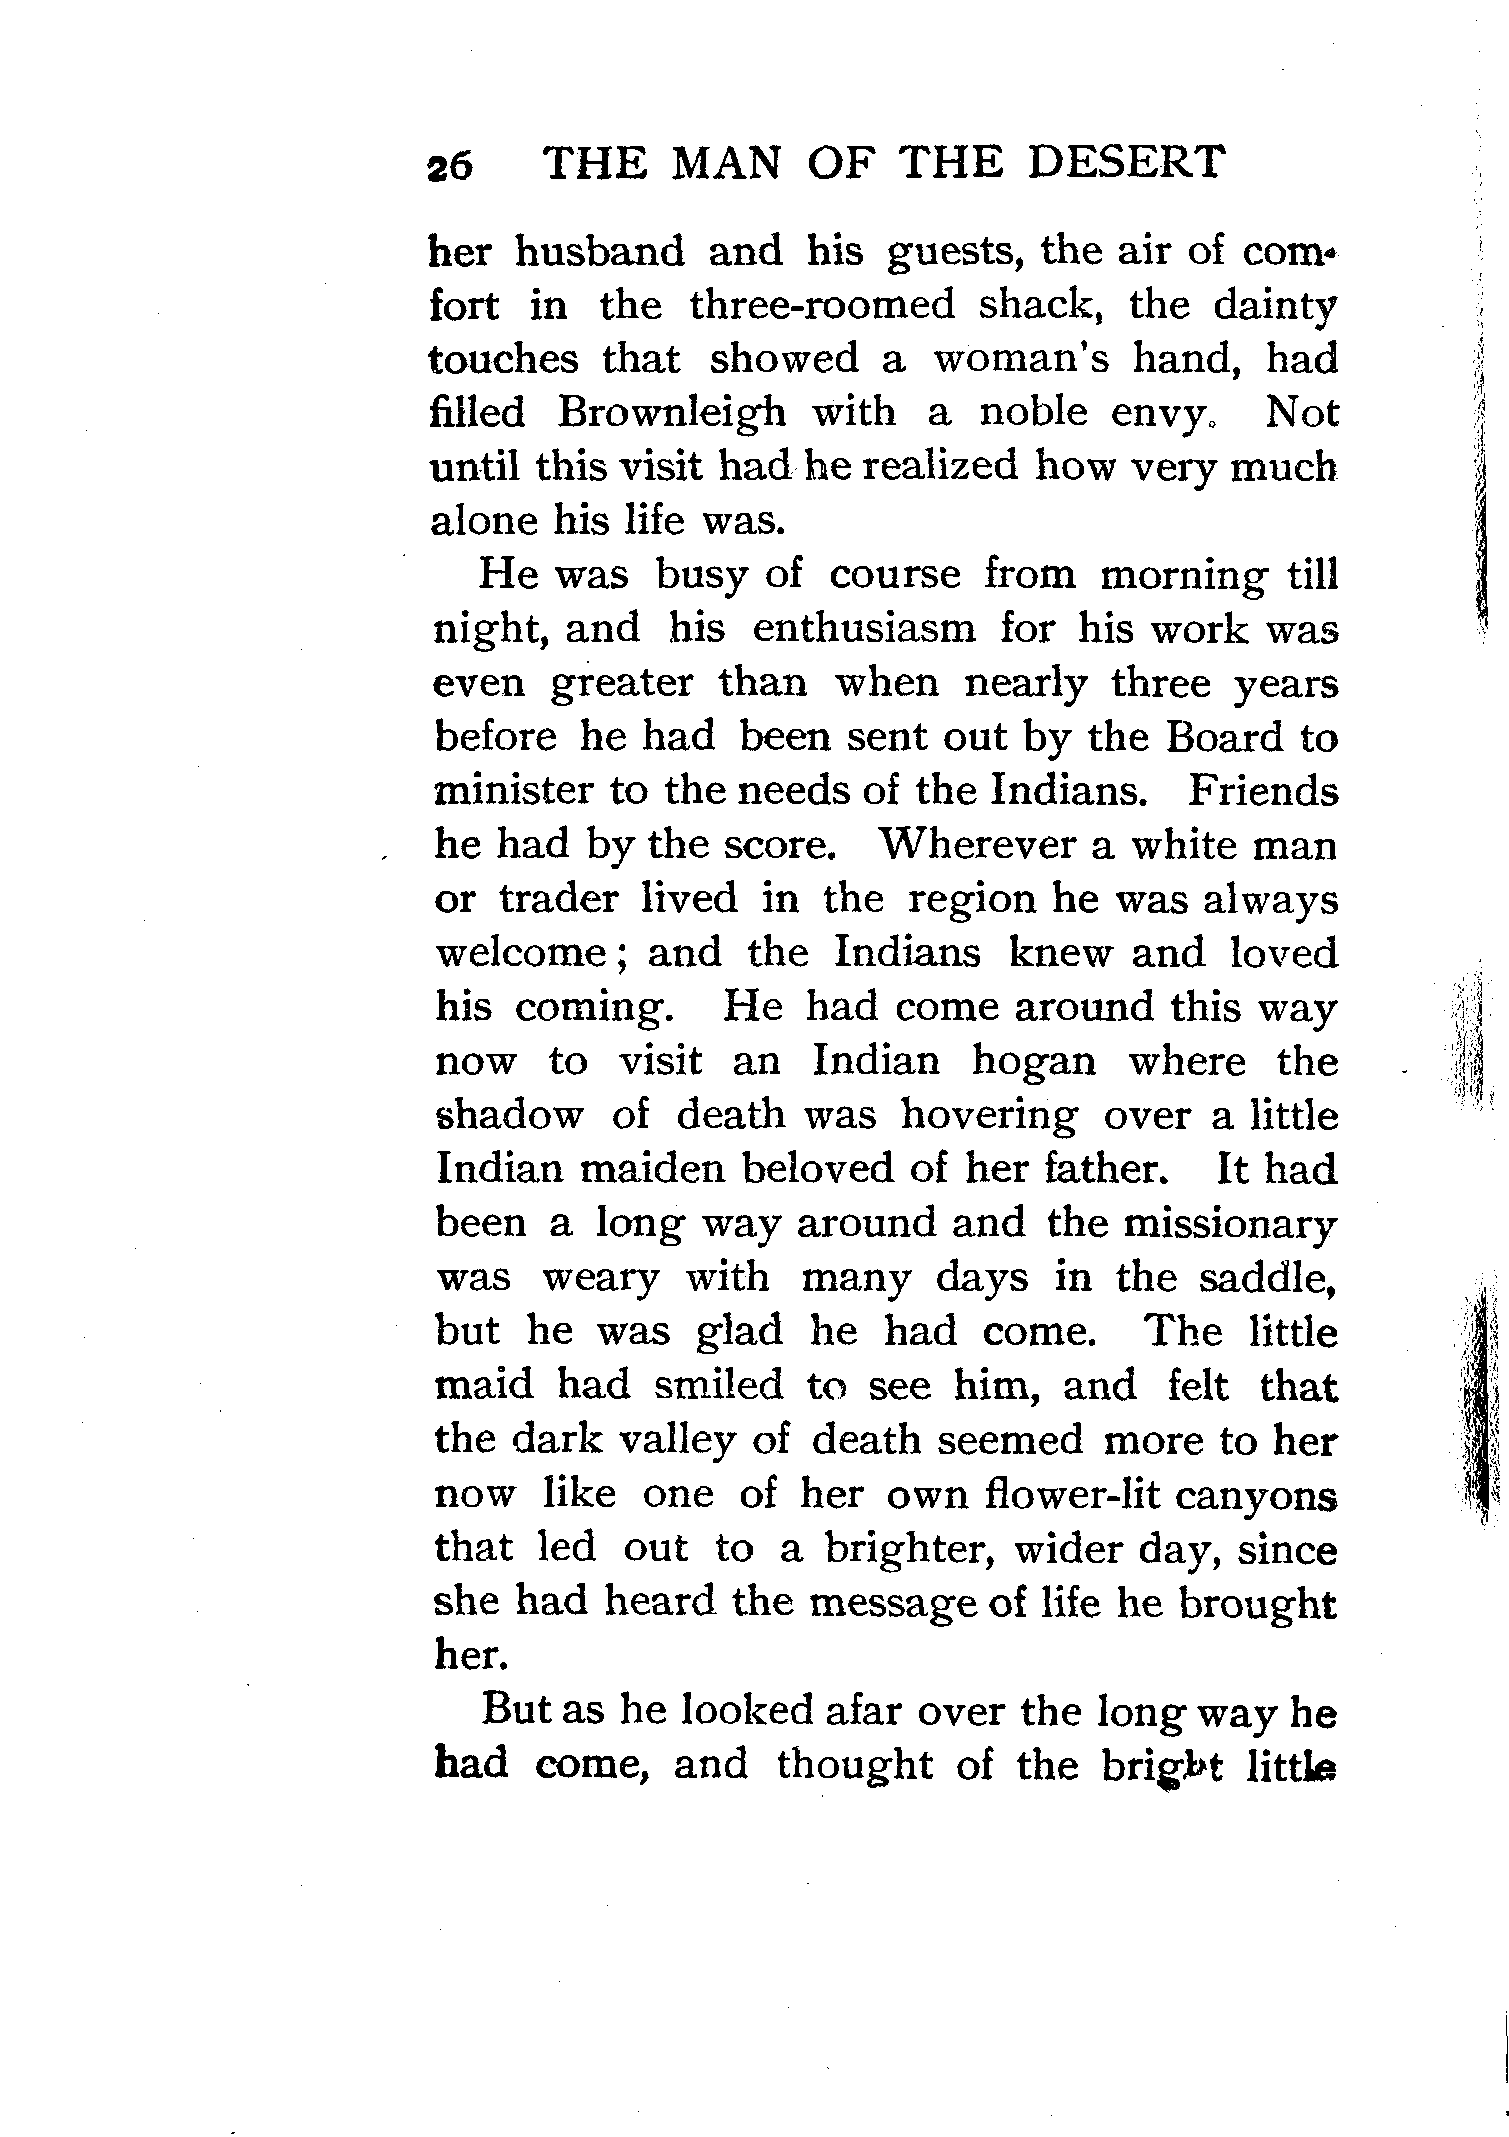 26 THE MAN OF THE DESERT
her husband and his guests, the air of com-
fort in the three-roomed shack, the dainty
touches that showed a woman's hand, had
filled Brownleigh with a noble envy. Not
until this visit had he realized how very much
alone his life was.
He was busy of course from morning till
night, and his enthusiasm for his work was
even greater than when nearly three years
before he had been sent out by the Board to
minister to the needs of the Indians. Friends
he had by the score. Wherever a white man
or trader lived in the region he was always
welcome; and the Indians knew and loved
his coming. He had come around this way
now to visit an Indian hogan where the
shadow of death was hovering over a little
Indian maiden beloved of her father. It had
been a long way around and the missionary
was weary with many days in the saddle,
but he was glad he had come. The little
maid had smiled to see him, and felt that
the dark valley of death seemed more to her
now like one of her own flower-lit canyons
that led out to a brighter, wider day, since
she had heard the message of life he brought
her.
But as he looked afar over the long way he
had come, and thought of the bright little